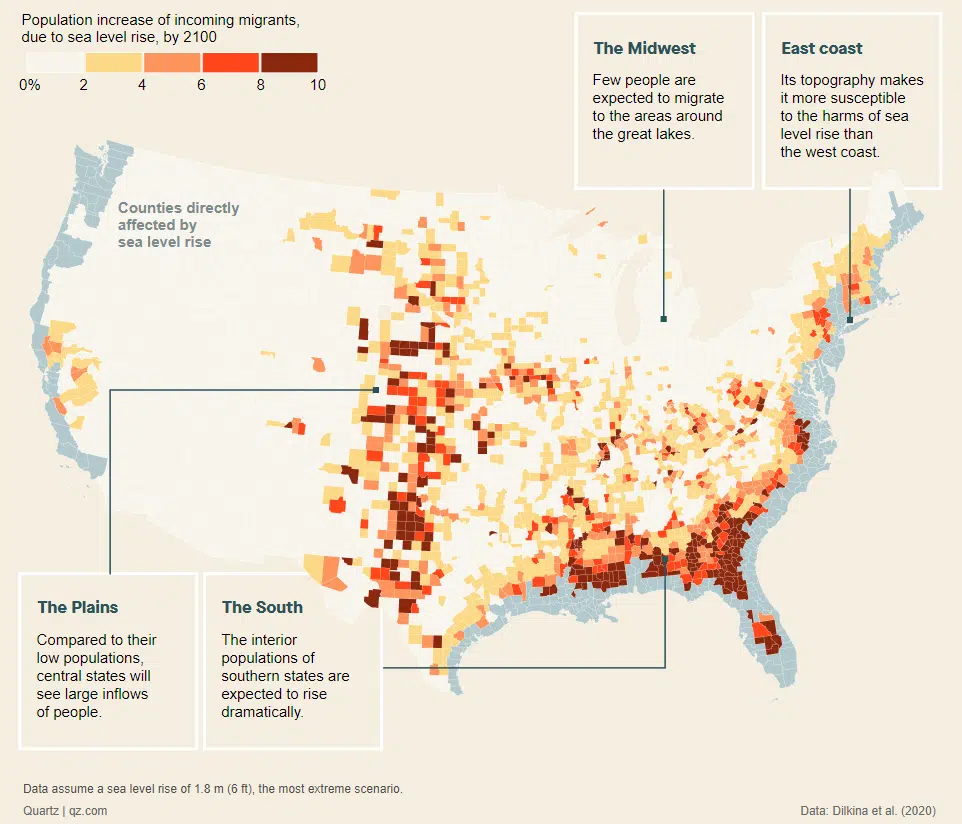 Population increase of incoming migrants,
due to sea level rise, by 2100
0% 2 4 6 8 10
The Midwest
Few people are
expected to migrate
to the areas around
the great lakes.
East coast
Its topography makes
it more susceptible
to the harms of sea
level rise than
the west coast.
Counties directly
affected by
sea level rise
The Plains
Compared to their
low populations,
central states will
see large inflows
of people.
The South
The interior
populations of
southern states are
expected to rise
dramatically.
Data assume a sea level rise of 1.8 m (6 ft), the most extreme scenario.
Quartz | qz.com
Data: Dilkina et al. (2020)